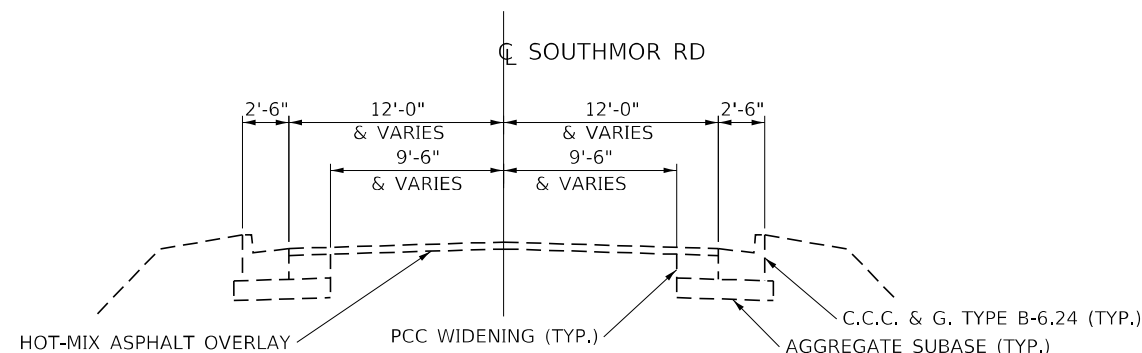 ℄ SOUTHMOR RD
2'-6" 12'-0" 12'-0" 2'-6"
& VARIES & VARIES
9'-6" 9'-6"
& VARIES & VARIES
HOT-MIX ASPHALT OVERLAY
PCC WIDENING (TYP.)
C.C.C. & G. TYPE B-6.24 (TYP.)
AGGREGATE SUBASE (TYP.)